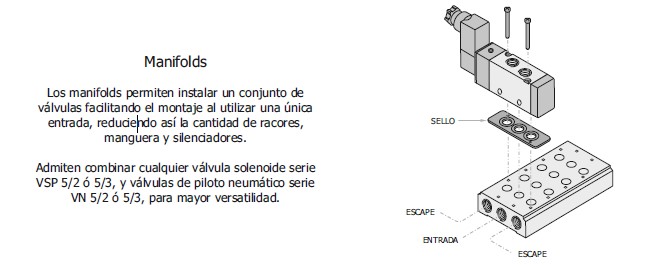 Manifolds
Los manifolds permiten instalar un conjunto de
válvulas facilitando el montaje al utilizar una única
entrada, reduciendo así la cantidad de racores,
manguera y silenciadores.
Admiten combinar cualquier válvula solenoide serie
VSP 5/2 ó 5/3, y válvulas de piloto neumático serie
VN 5/2 ó 5/3, para mayor versatilidad.
SELLO
ESCAPE
ENTRADA
ESCAPE